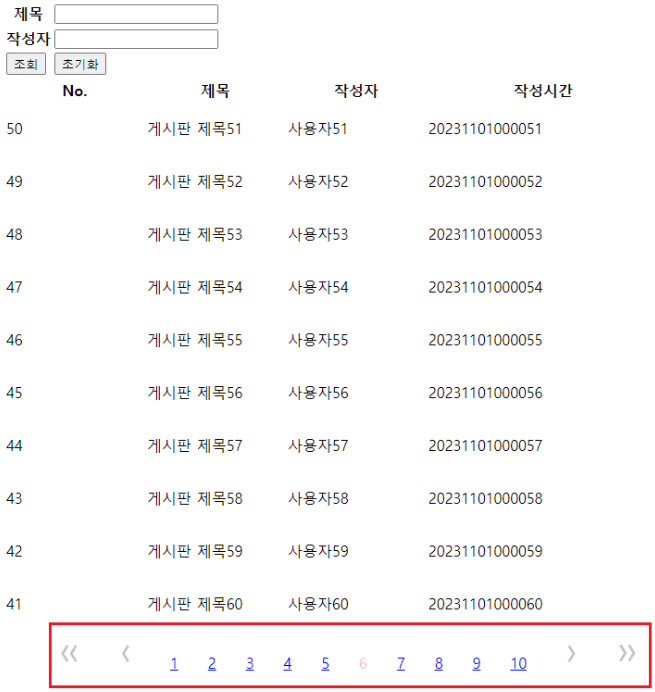 제목
작성자
조회 초기화
No. 제목 작성자 작성시간
50 게시판 제목51 사용자51 20231101000051
49 게시판 제목52 사용자52 20231101000052
48 게시판 제목53 사용자53 20231101000053
47 게시판 제목54 사용자54 20231101000054
46 게시판 제목55 사용자55 20231101000055
45 게시판 제목56 사용자56 20231101000056
44 게시판 제목57 사용자57 20231101000057
43 게시판 제목58 사용자58 20231101000058
42 게시판 제목59 사용자59 20231101000059
41 게시판 제목60 사용자60 20231101000060
《 〈 1 2 3 4 5 6 7 8 9 10 〉 》